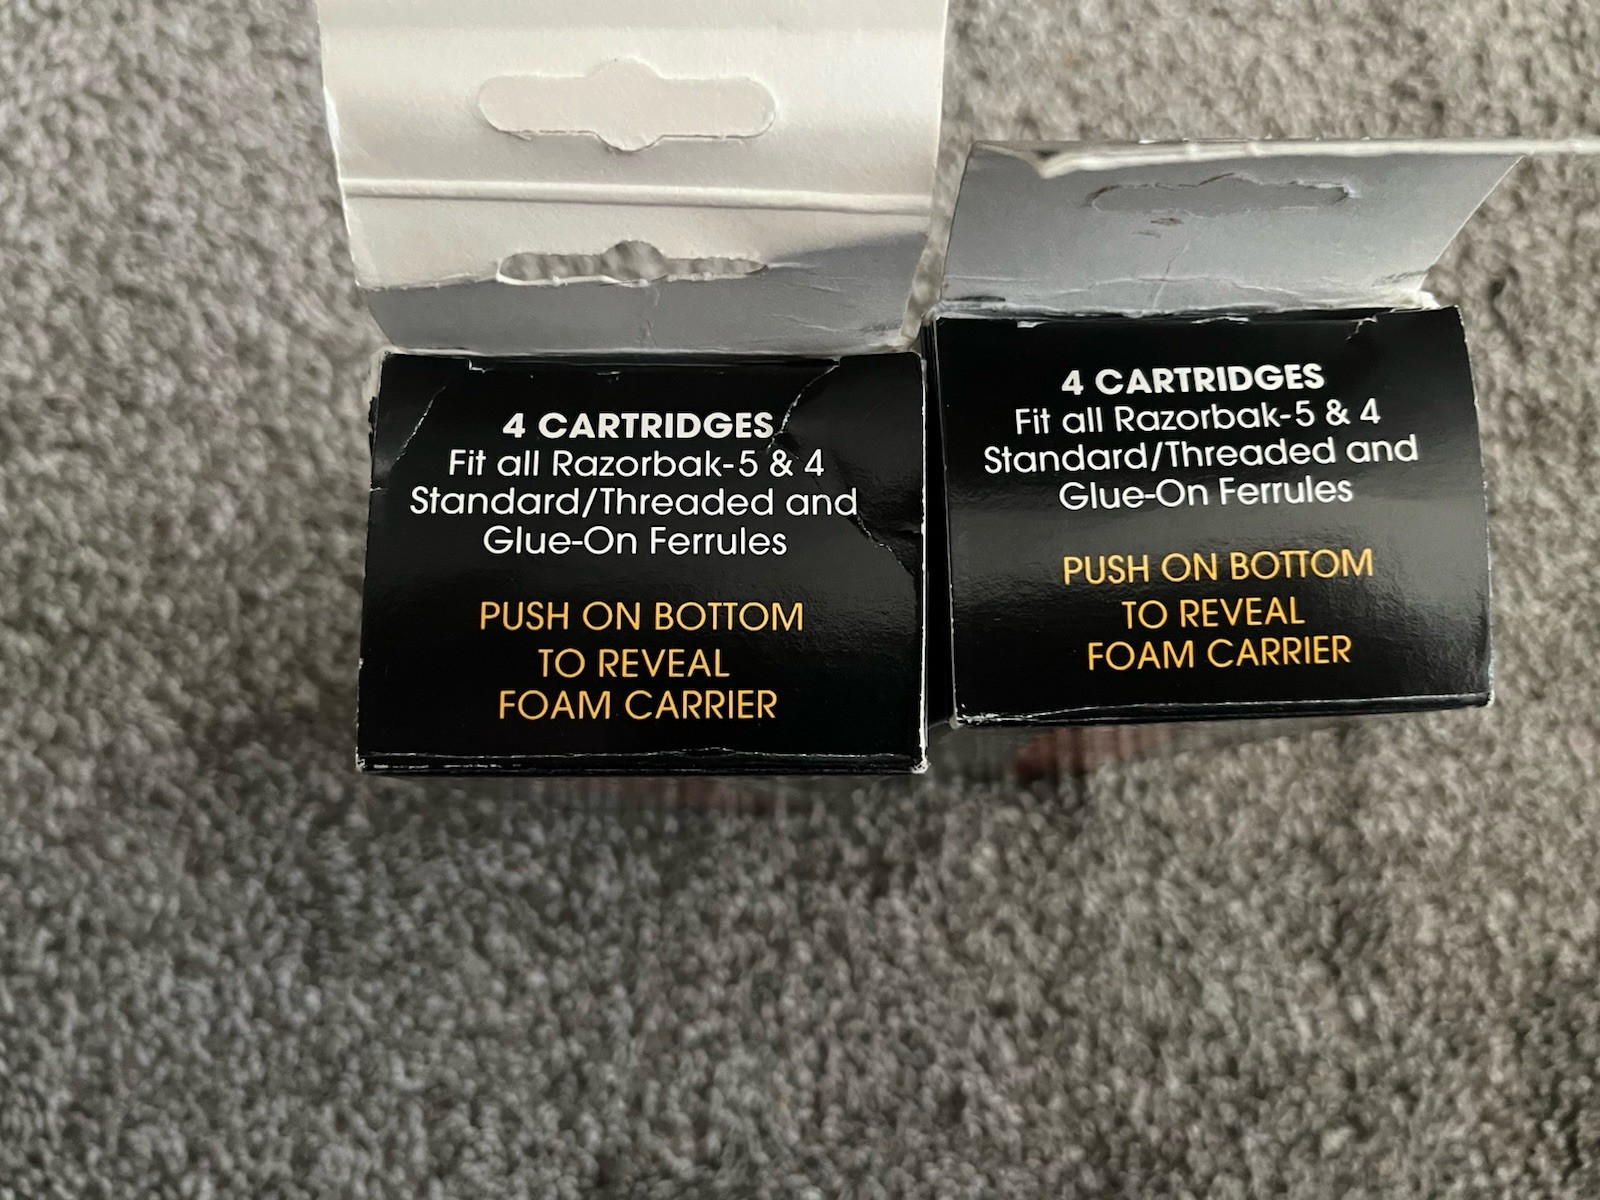 4 CARTRIDGES
Fit all Razorbak-5 & 4
Standard/Threaded and
Glue-On Ferrules
PUSH ON BOTTOM
TO REVEAL
FOAM CARRIER
4 CARTRIDGES
Fit all Razorbak-5 & 4
Standard/Threaded and
Glue-On Ferrules
PUSH ON BOTTOM
TO REVEAL
FOAM CARRIER